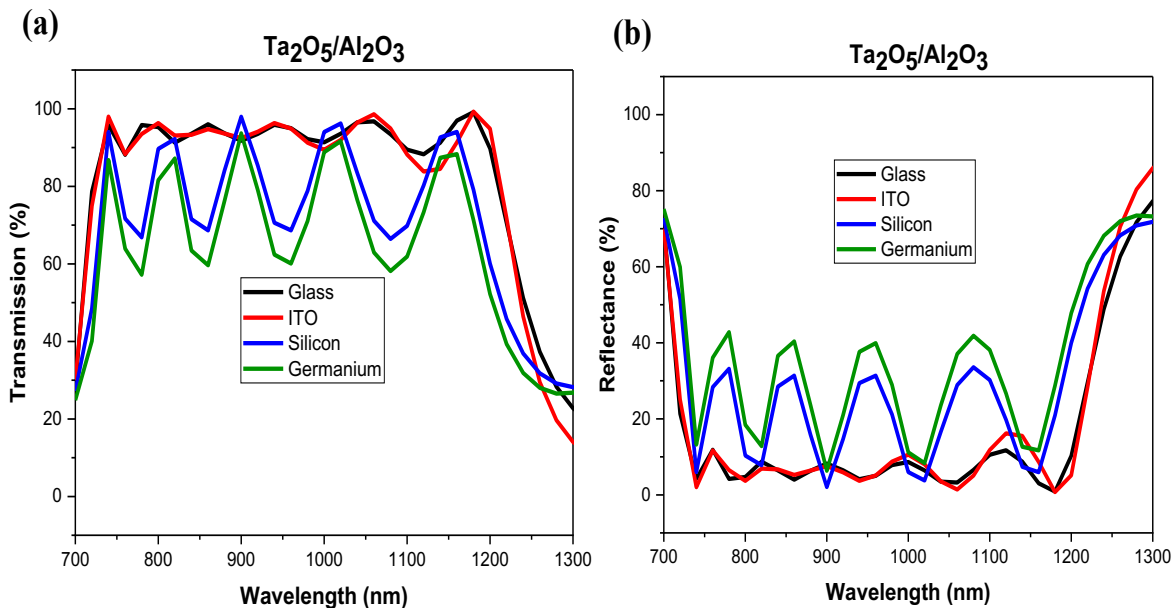 (a)
Ta₂O₅/Al₂O₃
Transmission (%)
100
80
60
40
20
0
Glass
ITO
Silicon
Germanium
700 800 900 1000 1100 1200 1300
Wavelength (nm)
(b)
Ta₂O₅/Al₂O₃
Reflectance (%)
100
80
60
40
20
0
Glass
ITO
Silicon
Germanium
700 800 900 1000 1100 1200 1300
Wavelength (nm)